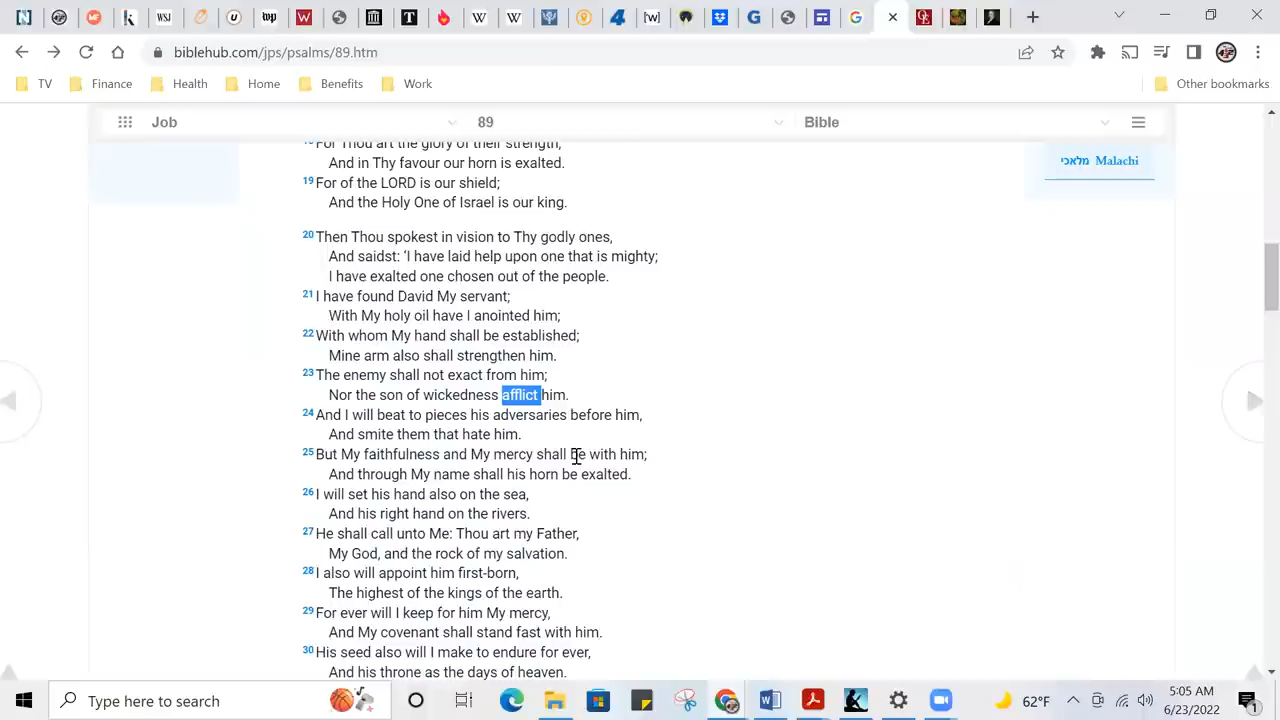 biblehub.com/jps/psalms/89.htm
TV Finance Health Home Benefits Work Other bookmarks
Job 89 Bible
מלאכי Malachi
18 For Thou art the glory of their strength,
And in Thy favour our horn is exalted.
19 For of the LORD is our shield;
And the Holy One of Israel is our king.
20 Then Thou spokest in vision to Thy godly ones,
And saidst: ‘I have laid help upon one that is mighty;
I have exalted one chosen out of the people.
21 I have found David My servant;
With My holy oil have I anointed him;
22 With whom My hand shall be established;
Mine arm also shall strengthen him.
23 The enemy shall not exact from him;
Nor the son of wickedness afflict him.
24 And I will beat to pieces his adversaries before him,
And smite them that hate him.
25 But My faithfulness and My mercy shall be with him;
And through My name shall his horn be exalted.
26 I will set his hand also on the sea,
And his right hand on the rivers.
27 He shall call unto Me: Thou art my Father,
My God, and the rock of my salvation.
28 I also will appoint him first-born,
The highest of the kings of the earth.
29 For ever will I keep for him My mercy,
And My covenant shall stand fast with him.
30 His seed also will I make to endure for ever,
And his throne as the days of heaven.
Type here to search
62°F
5:05 AM
6/23/2022